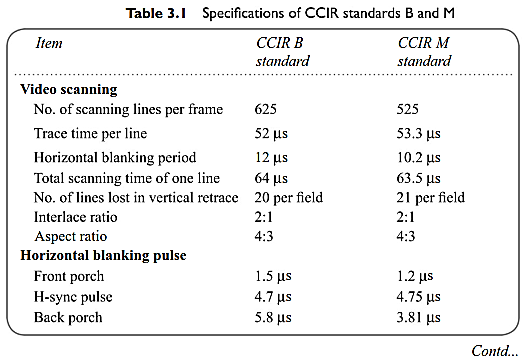 Table 3.1 Specifications of CCIR standards B and M
Item CCIR B standard CCIR M standard
Video scanning
No. of scanning lines per frame 625 525
Trace time per line 52 µs 53.3 µs
Horizontal blanking period 12 µs 10.2 µs
Total scanning time of one line 64 µs 63.5 µs
No. of lines lost in vertical retrace 20 per field 21 per field
Interlace ratio 2:1 2:1
Aspect ratio 4:3 4:3
Horizontal blanking pulse
Front porch 1.5 µs 1.2 µs
H-sync pulse 4.7 µs 4.75 µs
Back porch 5.8 µs 3.81 µs
Contd...